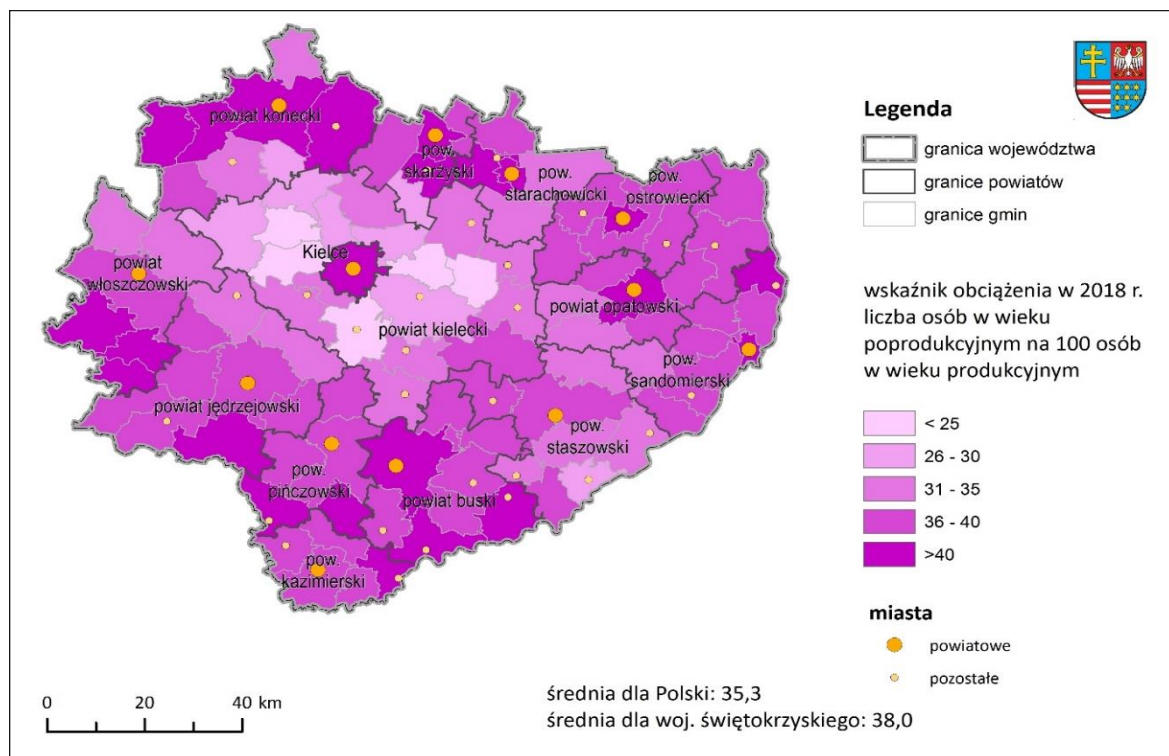 powiat konecki
pow.
skarżyski
pow.
starachowicki
pow.
ostrowiecki
Kielce
powiat
włoszczowski
powiat opatowski
powiat kielecki
pow.
sandomierski
powiat jędrzejowski
pow.
staszowski
pow.
pińczowski
powiat buski
pow.
kazimierski
Legenda
granica województwa
granice powiatów
granice gmin
wskaźnik obciążenia w 2018 r.
liczba osób w wieku
poprodukcyjnym na 100 osób
w wieku produkcyjnym
< 25
26 - 30
31 - 35
36 - 40
>40
miasta
powiatowe
pozostałe
0 20 40 km
średnia dla Polski: 35,3
średnia dla woj. świętokrzyskiego: 38,0